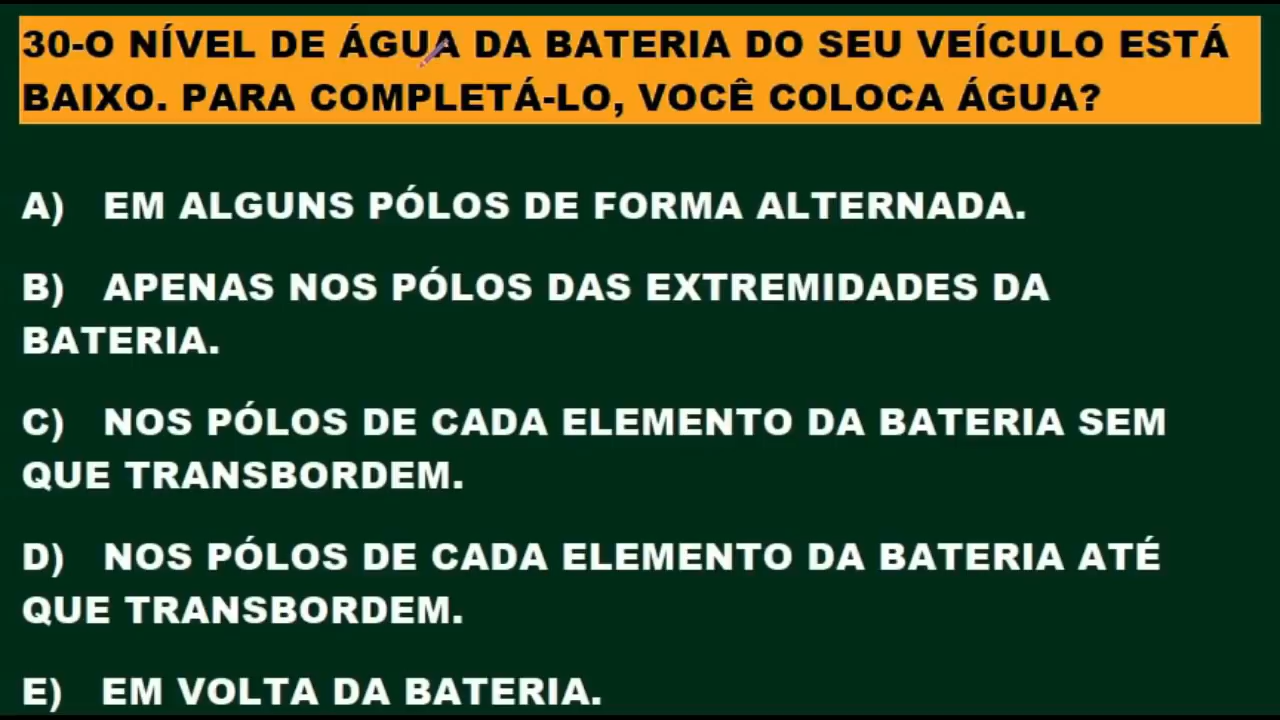 30-O NÍVEL DE ÁGUA DA BATERIA DO SEU VEÍCULO ESTÁ
BAIXO. PARA COMPLETÁ-LO, VOCÊ COLOCA ÁGUA?
A) EM ALGUNS PÓLOS DE FORMA ALTERNADA.
B) APENAS NOS PÓLOS DAS EXTREMIDADES DA
BATERIA.
C) NOS PÓLOS DE CADA ELEMENTO DA BATERIA SEM
QUE TRANSBORDEM.
D) NOS PÓLOS DE CADA ELEMENTO DA BATERIA ATÉ
QUE TRANSBORDEM.
E) EM VOLTA DA BATERIA.